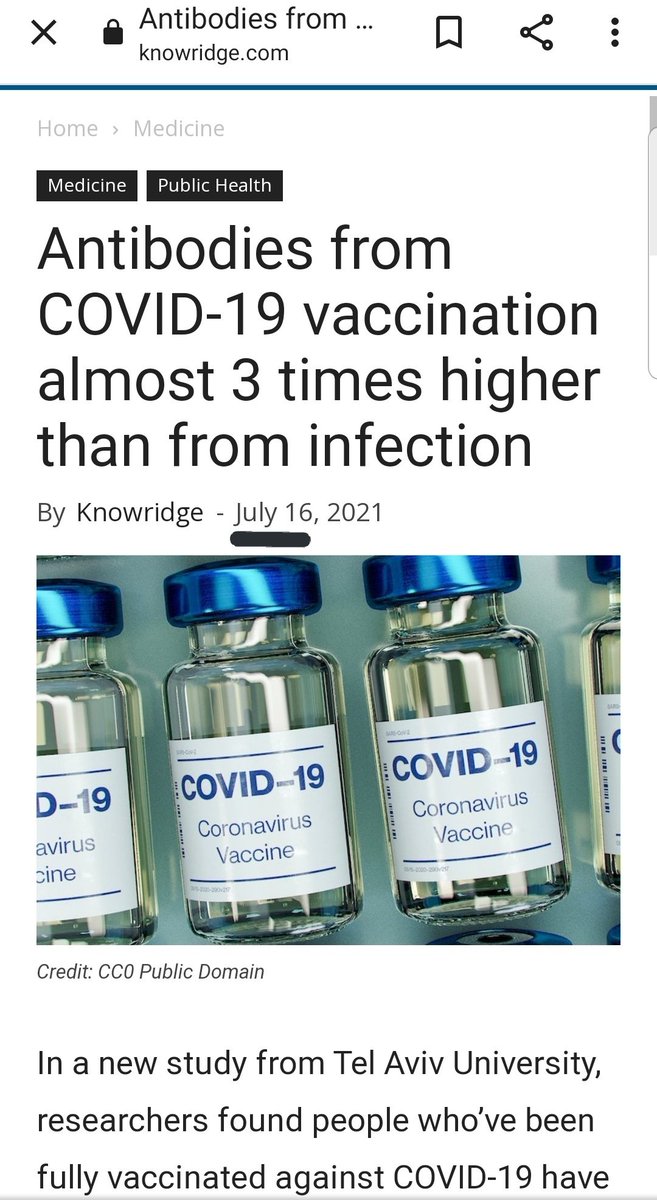 Antibodies from ...
knowridge.com
Home › Medicine
Medicine Public Health
Antibodies from
COVID-19 vaccination
almost 3 times higher
than from infection
By Knowridge - July 16, 2021
D–19
avirus
cine
COVID–19
Coronavirus
Vaccine
COVID–19
Coronavirus
Vaccine
Credit: CC0 Public Domain
In a new study from Tel Aviv University,
researchers found people who’ve been
fully vaccinated against COVID-19 have